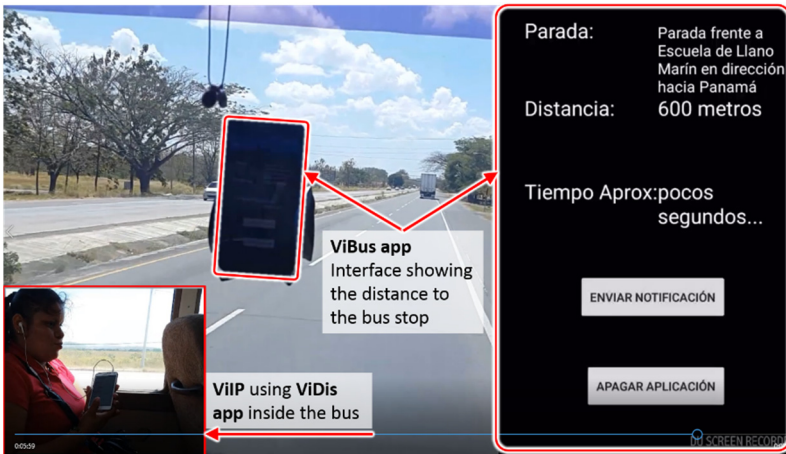 Parada:
Parada frente a
Escuela de Llano
Marín en dirección
hacia Panamá
Distancia:
600 metros
Tiempo Aprox:pocos
segundos...
ENVIAR NOTIFICACIÓN
APAGAR APLICACIÓN
ViBus app
Interface showing
the distance to
the bus stop
ViIP using ViDis
app inside the bus
0:05:59
DU SCREEN RECORD